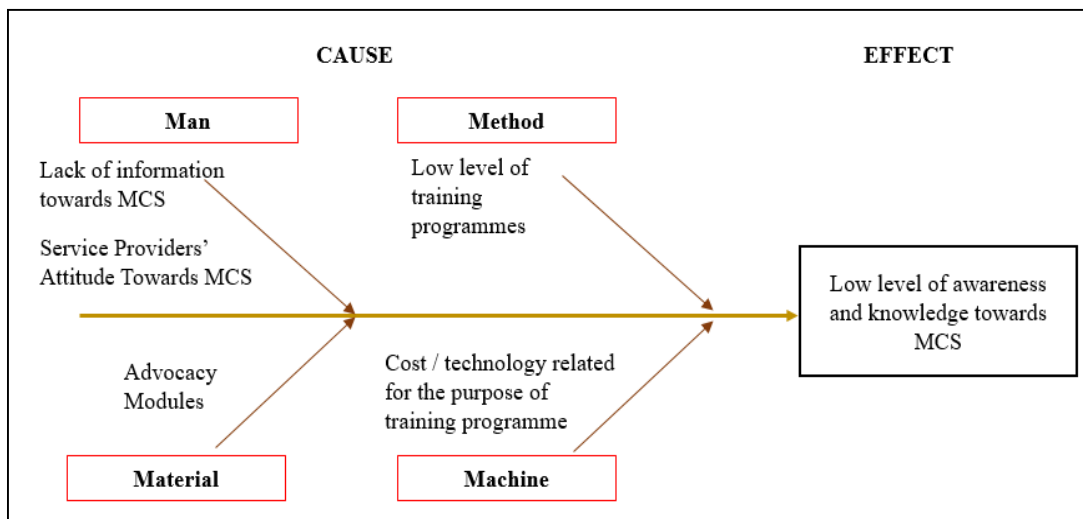 CAUSE
EFFECT
Man
Method
Lack of information
towards MCS
Service Providers’
Attitude Towards MCS
Low level of
training
programmes
Low level of awareness
and knowledge towards
MCS
Advocacy
Modules
Cost / technology related
for the purpose of
training programme
Material
Machine